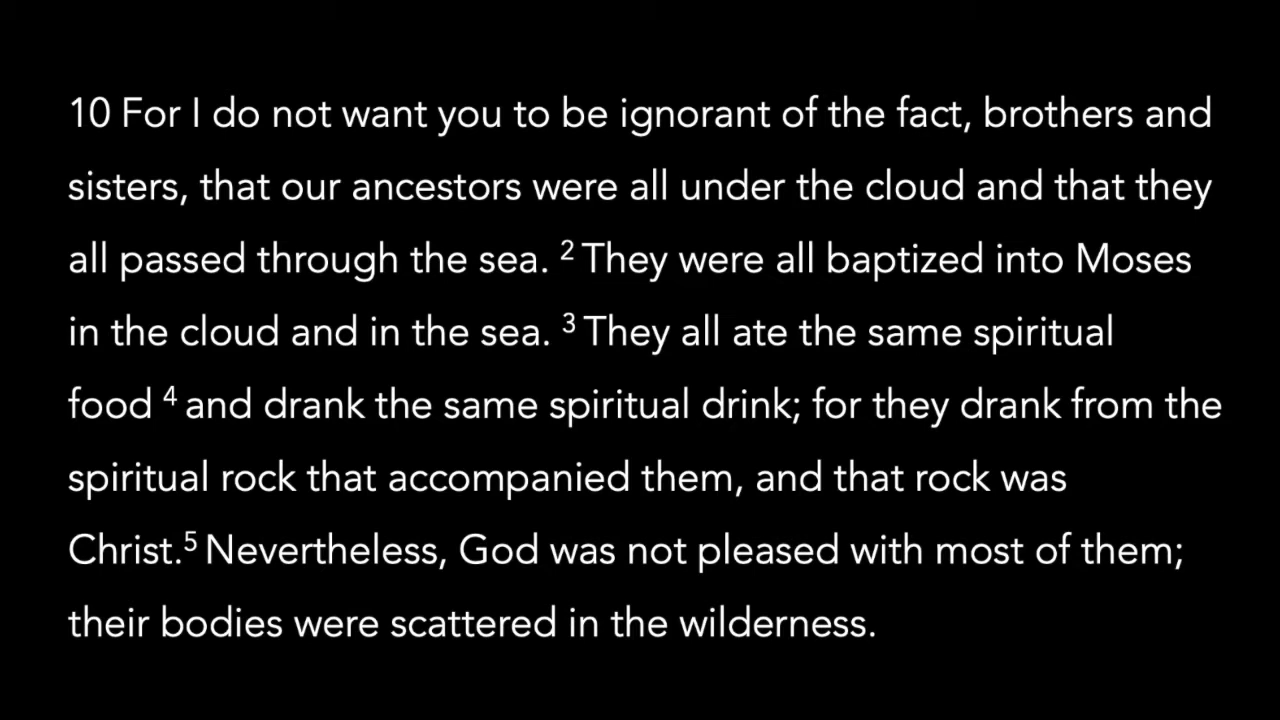 10 For I do not want you to be ignorant of the fact, brothers and
sisters, that our ancestors were all under the cloud and that they
all passed through the sea. ² They were all baptized into Moses
in the cloud and in the sea. ³ They all ate the same spiritual
food ⁴ and drank the same spiritual drink; for they drank from the
spiritual rock that accompanied them, and that rock was
Christ.⁵ Nevertheless, God was not pleased with most of them;
their bodies were scattered in the wilderness.